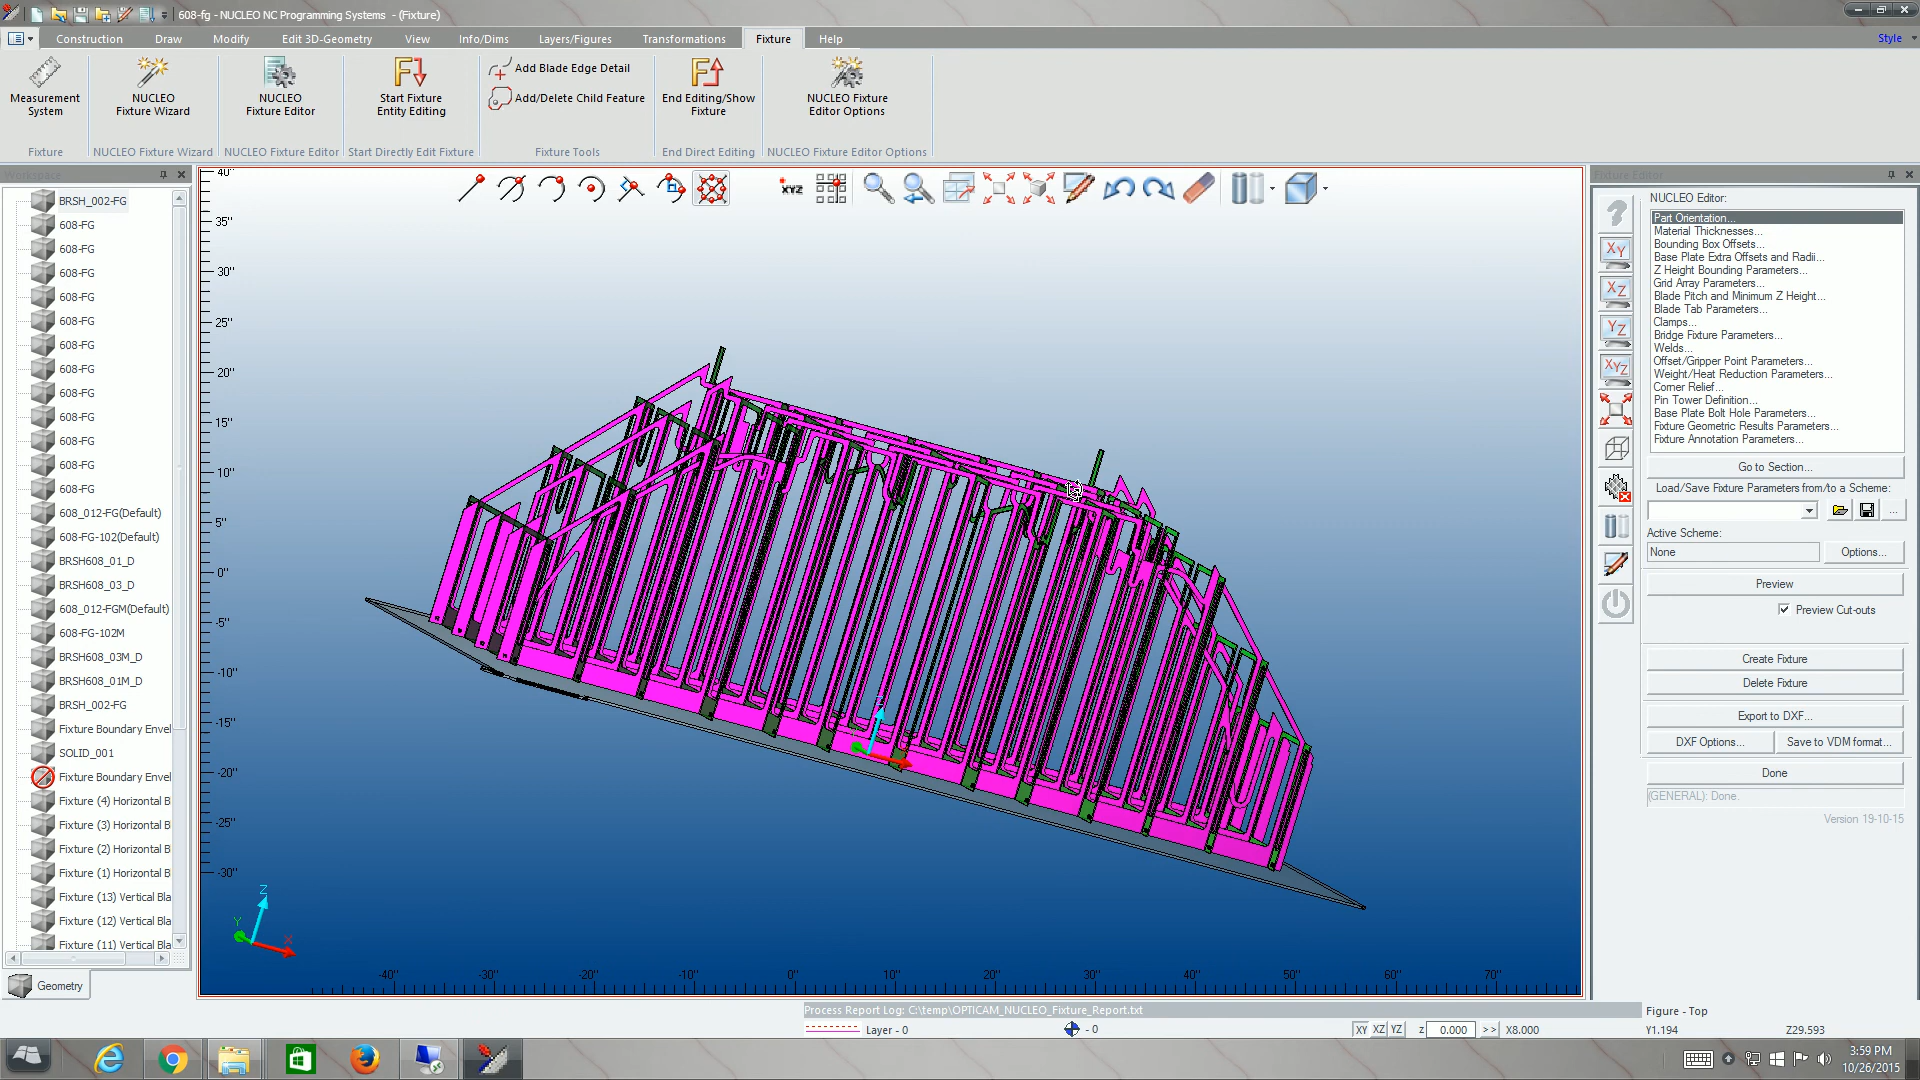 608-fg - NUCLEO NC Programming Systems - (Fixture)
Construction Draw Modify Edit 3D-Geometry View Info/Dims Layers/Figures Transformations Fixture Help
Style
Measurement System
NUCLEO Fixture Wizard
NUCLEO Fixture Editor
Start Fixture Entity Editing
Add Blade Edge Detail
Add/Delete Child Feature
End Editing/Show Fixture
NUCLEO Fixture Editor Options
Fixture
NUCLEO Fixture Wizard
NUCLEO Fixture Editor
Start Directly Edit Fixture
Fixture Tools
End Direct Editing
NUCLEO Fixture Editor Options
Workspace
BRSH_002-FG
608-FG
608-FG
608-FG
608-FG
608-FG
608-FG
608-FG
608-FG
608-FG
608-FG
608-FG
608-FG
608_012-FG(Default)
608-FG-102(Default)
BRSH608_01_D
BRSH608_03_D
608_012-FGM(Default)
608-FG-102M
BRSH608_03M_D
BRSH608_01M_D
BRSH_002-FG
Fixture Boundary Envel
SOLID_001
Fixture Boundary Envel
Fixture (4) Horizontal B
Fixture (3) Horizontal B
Fixture (2) Horizontal B
Fixture (1) Horizontal B
Fixture (13) Vertical Bla
Fixture (12) Vertical Bla
Fixture (11) Vertical Bla
Geometry
XYZ
40"
35"
30"
25"
20"
15"
10"
5"
0"
-5"
-10"
-15"
-20"
-25"
-30"
Z
Z
Y
X
-40" -30" -20" -10" 0" 10" 20" 30" 40" 50" 60" 70"
Fixture Editor
XY
XZ
YZ
XYZ
NUCLEO Editor:
Part Orientation...
Material Thicknesses...
Bounding Box Offsets...
Base Plate Extra Offsets and Radii...
Z Height Bounding Parameters...
Grid Array Parameters...
Blade Pitch and Minimum Z Height...
Blade Tab Parameters...
Clamps...
Bridge Fixture Parameters...
Welds...
Offset/Gripper Point Parameters...
Weight/Heat Reduction Parameters...
Corner Relief...
Pin Tower Definition...
Base Plate Bolt Hole Parameters...
Fixture Geometric Results Parameters...
Fixture Annotation Parameters...
Go to Section...
Load/Save Fixture Parameters from/to a Scheme:
...
Active Scheme:
None Options...
Preview
Preview Cut-outs
Create Fixture
Delete Fixture
Export to DXF...
DXF Options... Save to VDM format...
Done
(GENERAL): Done.
Version 19-10-15
Process Report Log: C:\temp\OPTICAM_NUCLEO_Fixture_Report.txt
Figure - Top
Layer - 0 - 0 XY XZ YZ z 0.000 >> X8.000 Y1.194 Z29.593
3:59 PM
10/26/2015